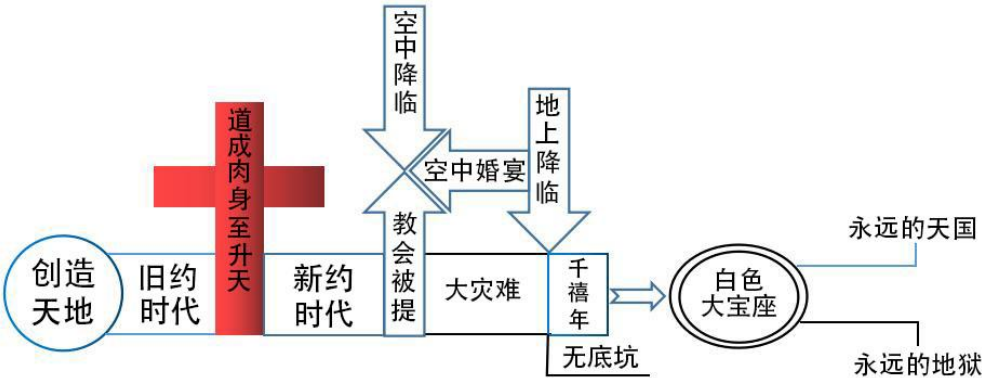 创造
天地
旧约
时代
道成肉身至升天
新约
时代
空中降临
教会被提
空中婚宴
大灾难
地上降临
千禧年
无底坑
白色
大宝座
永远的天国
永远的地狱